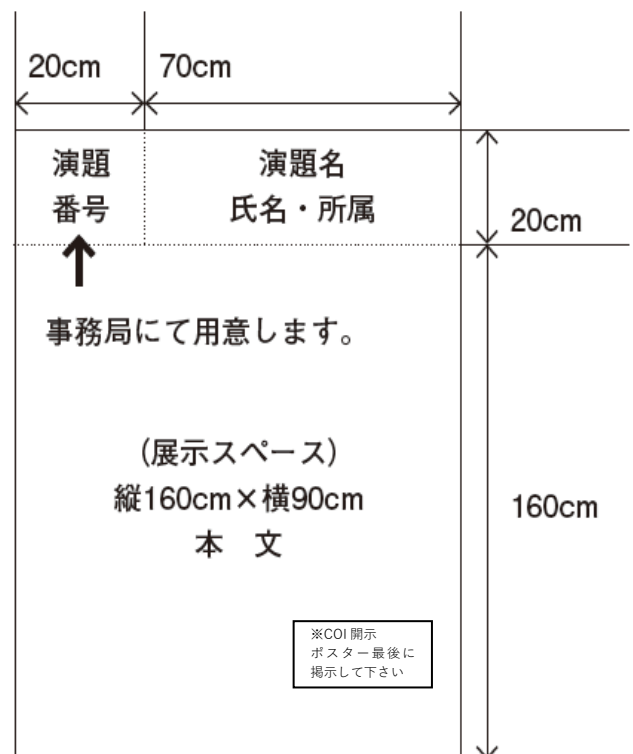 20cm
70cm
演題
番号
演題名
氏名・所属
20cm
事務局にて用意します。
(展示スペース)
縦160cm×横90cm
本　文
160cm
※COI 開示
ポスター最後に
掲示して下さい